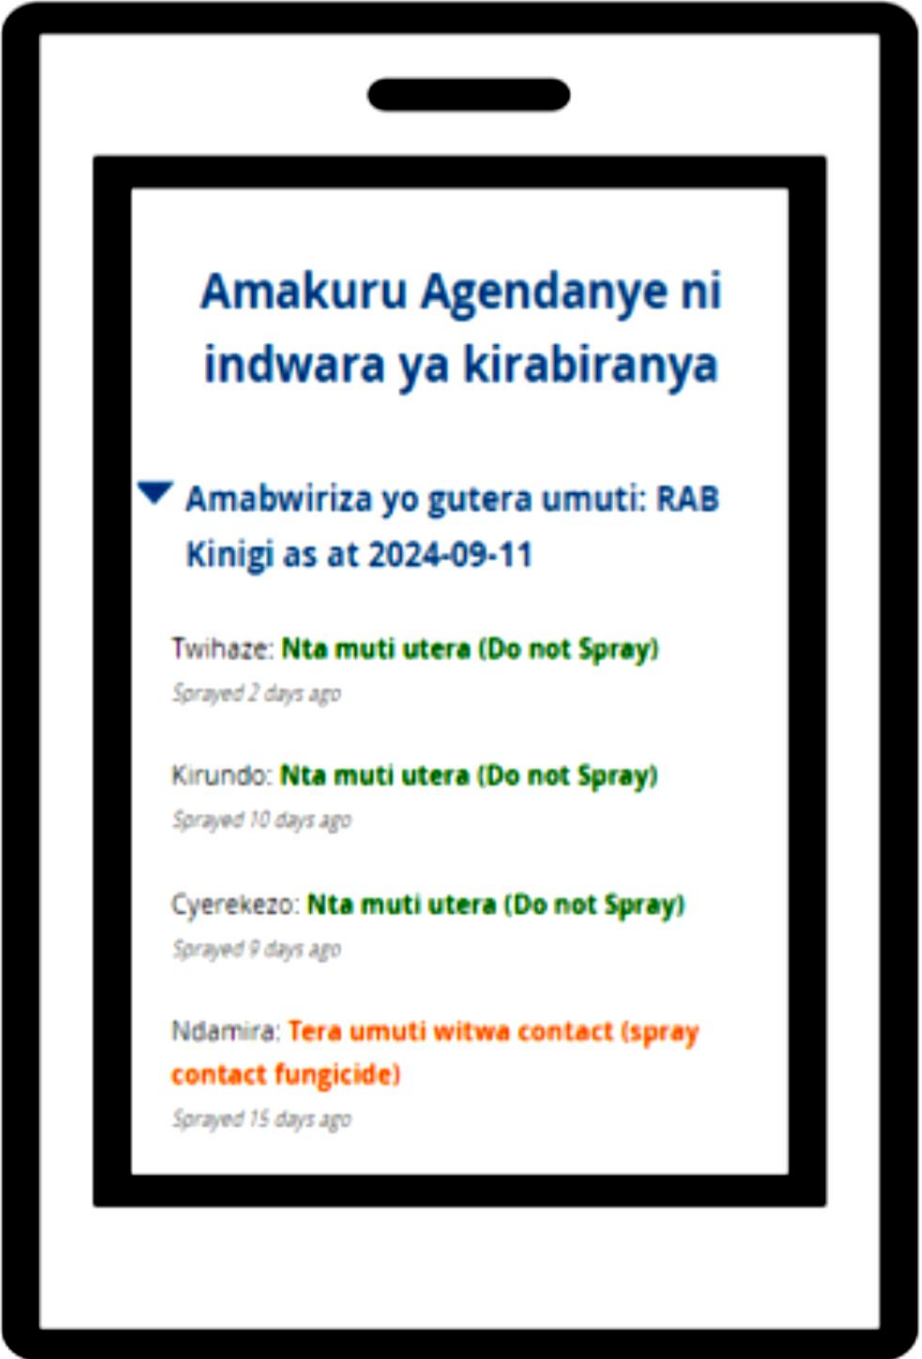 Amakuru Agendanye ni
indwara ya kirabiranya
Amabwiriza yo gutera umuti: RAB
Kinigi as at 2024-09-11
Twihaze: Nta muti utera (Do not Spray)
Sprayed 2 days ago
Kirundo: Nta muti utera (Do not Spray)
Sprayed 10 days ago
Cyerekezo: Nta muti utera (Do not Spray)
Sprayed 9 days ago
Ndamira: Tera umuti witwa contact (spray
contact fungicide)
Sprayed 15 days ago